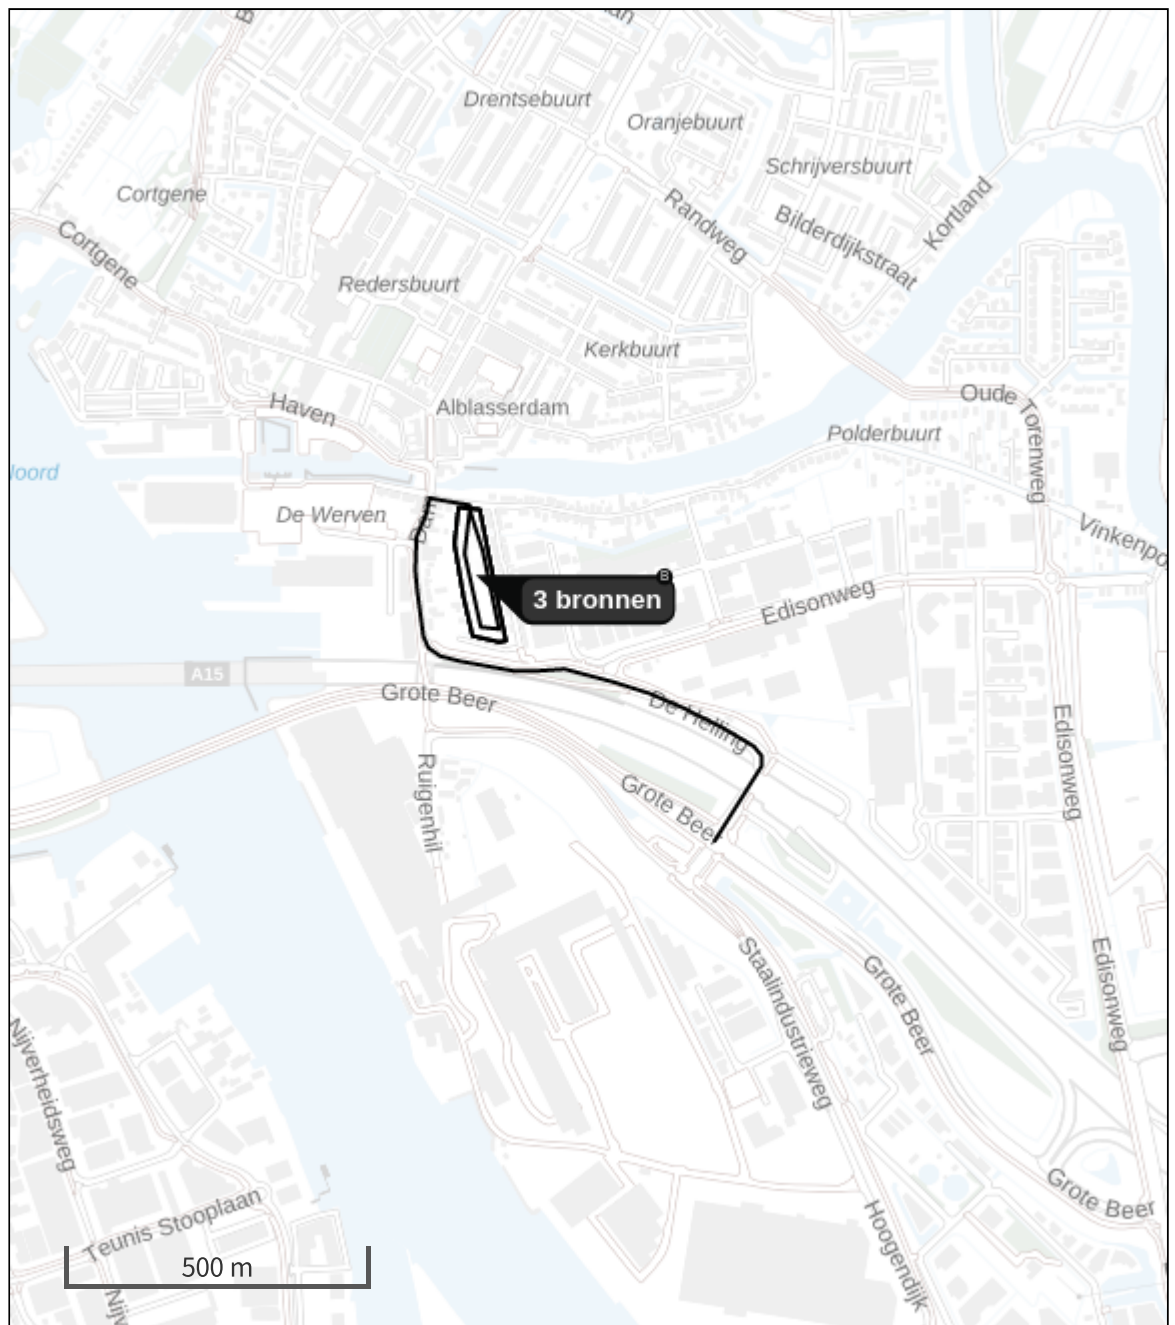 Drentsebuurt
Oranjebuurt
Schrijversbuurt
Cortgene
Randweg
Bilderdijkstraat
Kortland
Cortgene
Redersbuurt
Kerkbuurt
Haven
Alblasserdam
Oude Torenweg
Polderbuurt
De Werven
Dam
3 bronnen
B
Edisonweg
A15
Grote Beer
De Helling
Edisonweg
Ruigenhil
Grote Beer
Staalindustrieweg
Grote Beer
Edisonweg
Nijverheidsweg
Grote Beer
Teunis Stooplaan
Hoogendijk
500 m